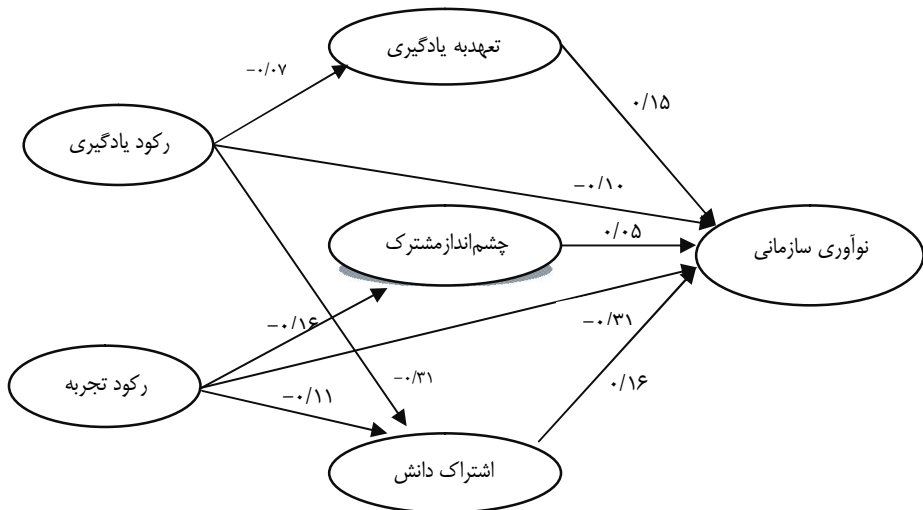 تعهدبه یادگیری
-۰/۰۷
۰/۱۵
رکود یادگیری
-۰/۱۰
چشم‌اندازمشترک
۰/۰۵
نوآوری سازمانی
-۰/۱۶
-۰/۳۱
رکود تجربه
-۰/۳۱
-۰/۱۱
۰/۱۶
اشتراک دانش